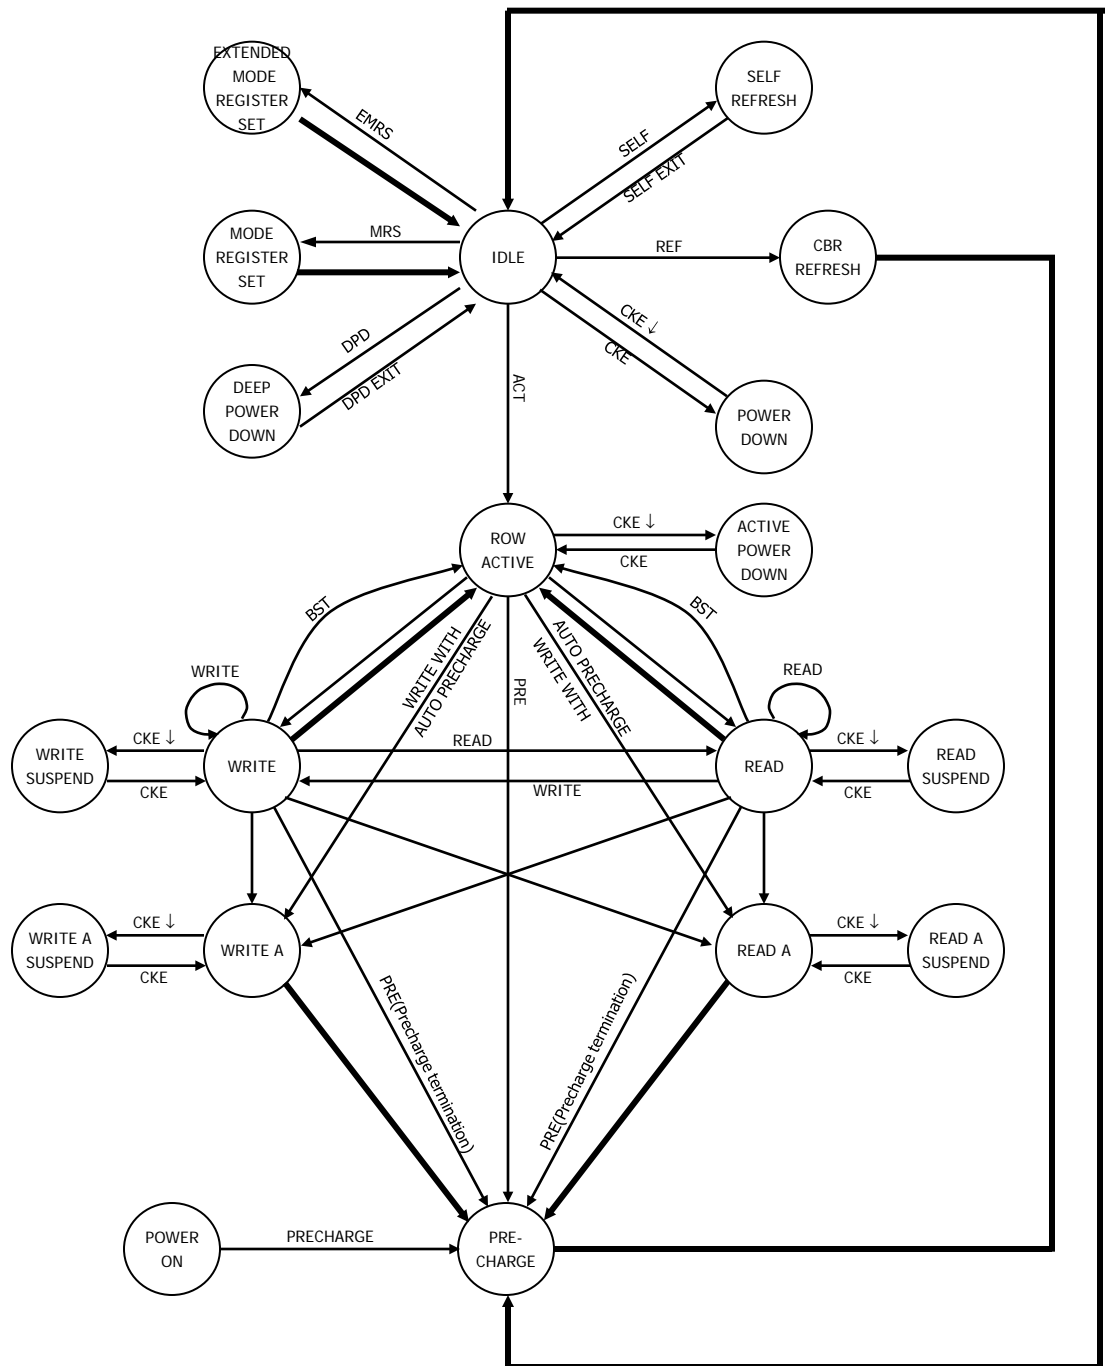 EXTENDED
MODE
REGISTER
SET
SELF
REFRESH
EMRS
SELF
SELF EXIT
MODE
REGISTER
SET
MRS
IDLE
REF
CBR
REFRESH
DPD
DPD EXIT
CKE ↓
CKE
DEEP
POWER
DOWN
ACT
POWER
DOWN
ROW
ACTIVE
CKE ↓
CKE
ACTIVE
POWER
DOWN
BST
BST
WRITE WITH
AUTO PRECHARGE
PRE
AUTO PRECHARGE
WRITE WITH
WRITE
READ
WRITE
SUSPEND
CKE ↓
CKE
WRITE
READ
WRITE
READ
CKE ↓
CKE
READ
SUSPEND
WRITE A
SUSPEND
CKE ↓
CKE
WRITE A
READ A
CKE ↓
CKE
READ A
SUSPEND
PRE(Precharge termination)
PRE(Precharge termination)
POWER
ON
PRECHARGE
PRE-
CHARGE